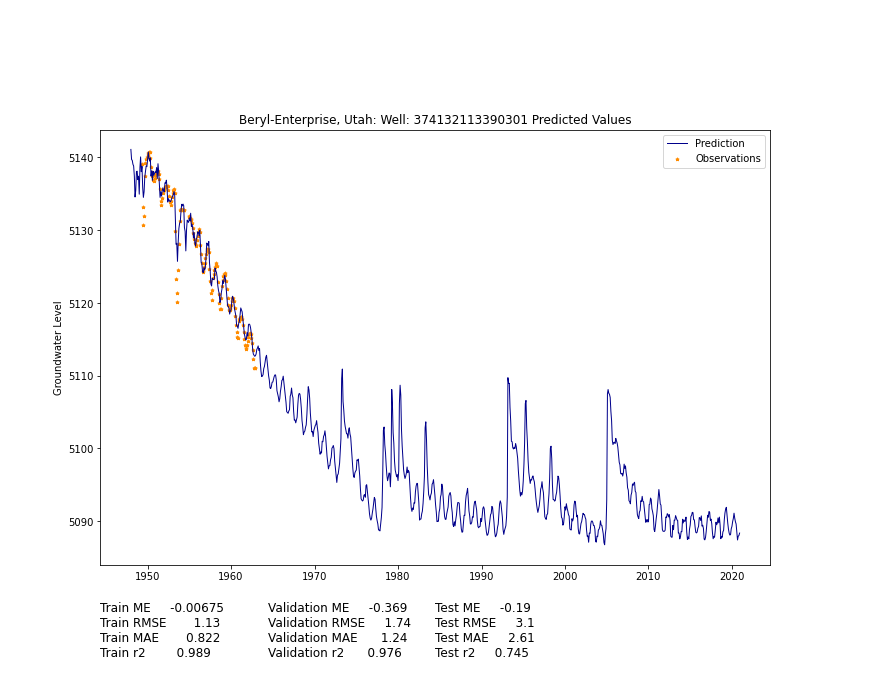 Beryl-Enterprise, Utah: Well: 374132113390301 Predicted Values
Prediction
Observations
5140
5130
5120
5110
5100
5090
Groundwater Level
1950 1960 1970 1980 1990 2000 2010 2020
Train ME -0.00675 Validation ME -0.369 Test ME -0.19
Train RMSE 1.13 Validation RMSE 1.74 Test RMSE 3.1
Train MAE 0.822 Validation MAE 1.24 Test MAE 2.61
Train r2 0.989 Validation r2 0.976 Test r2 0.745